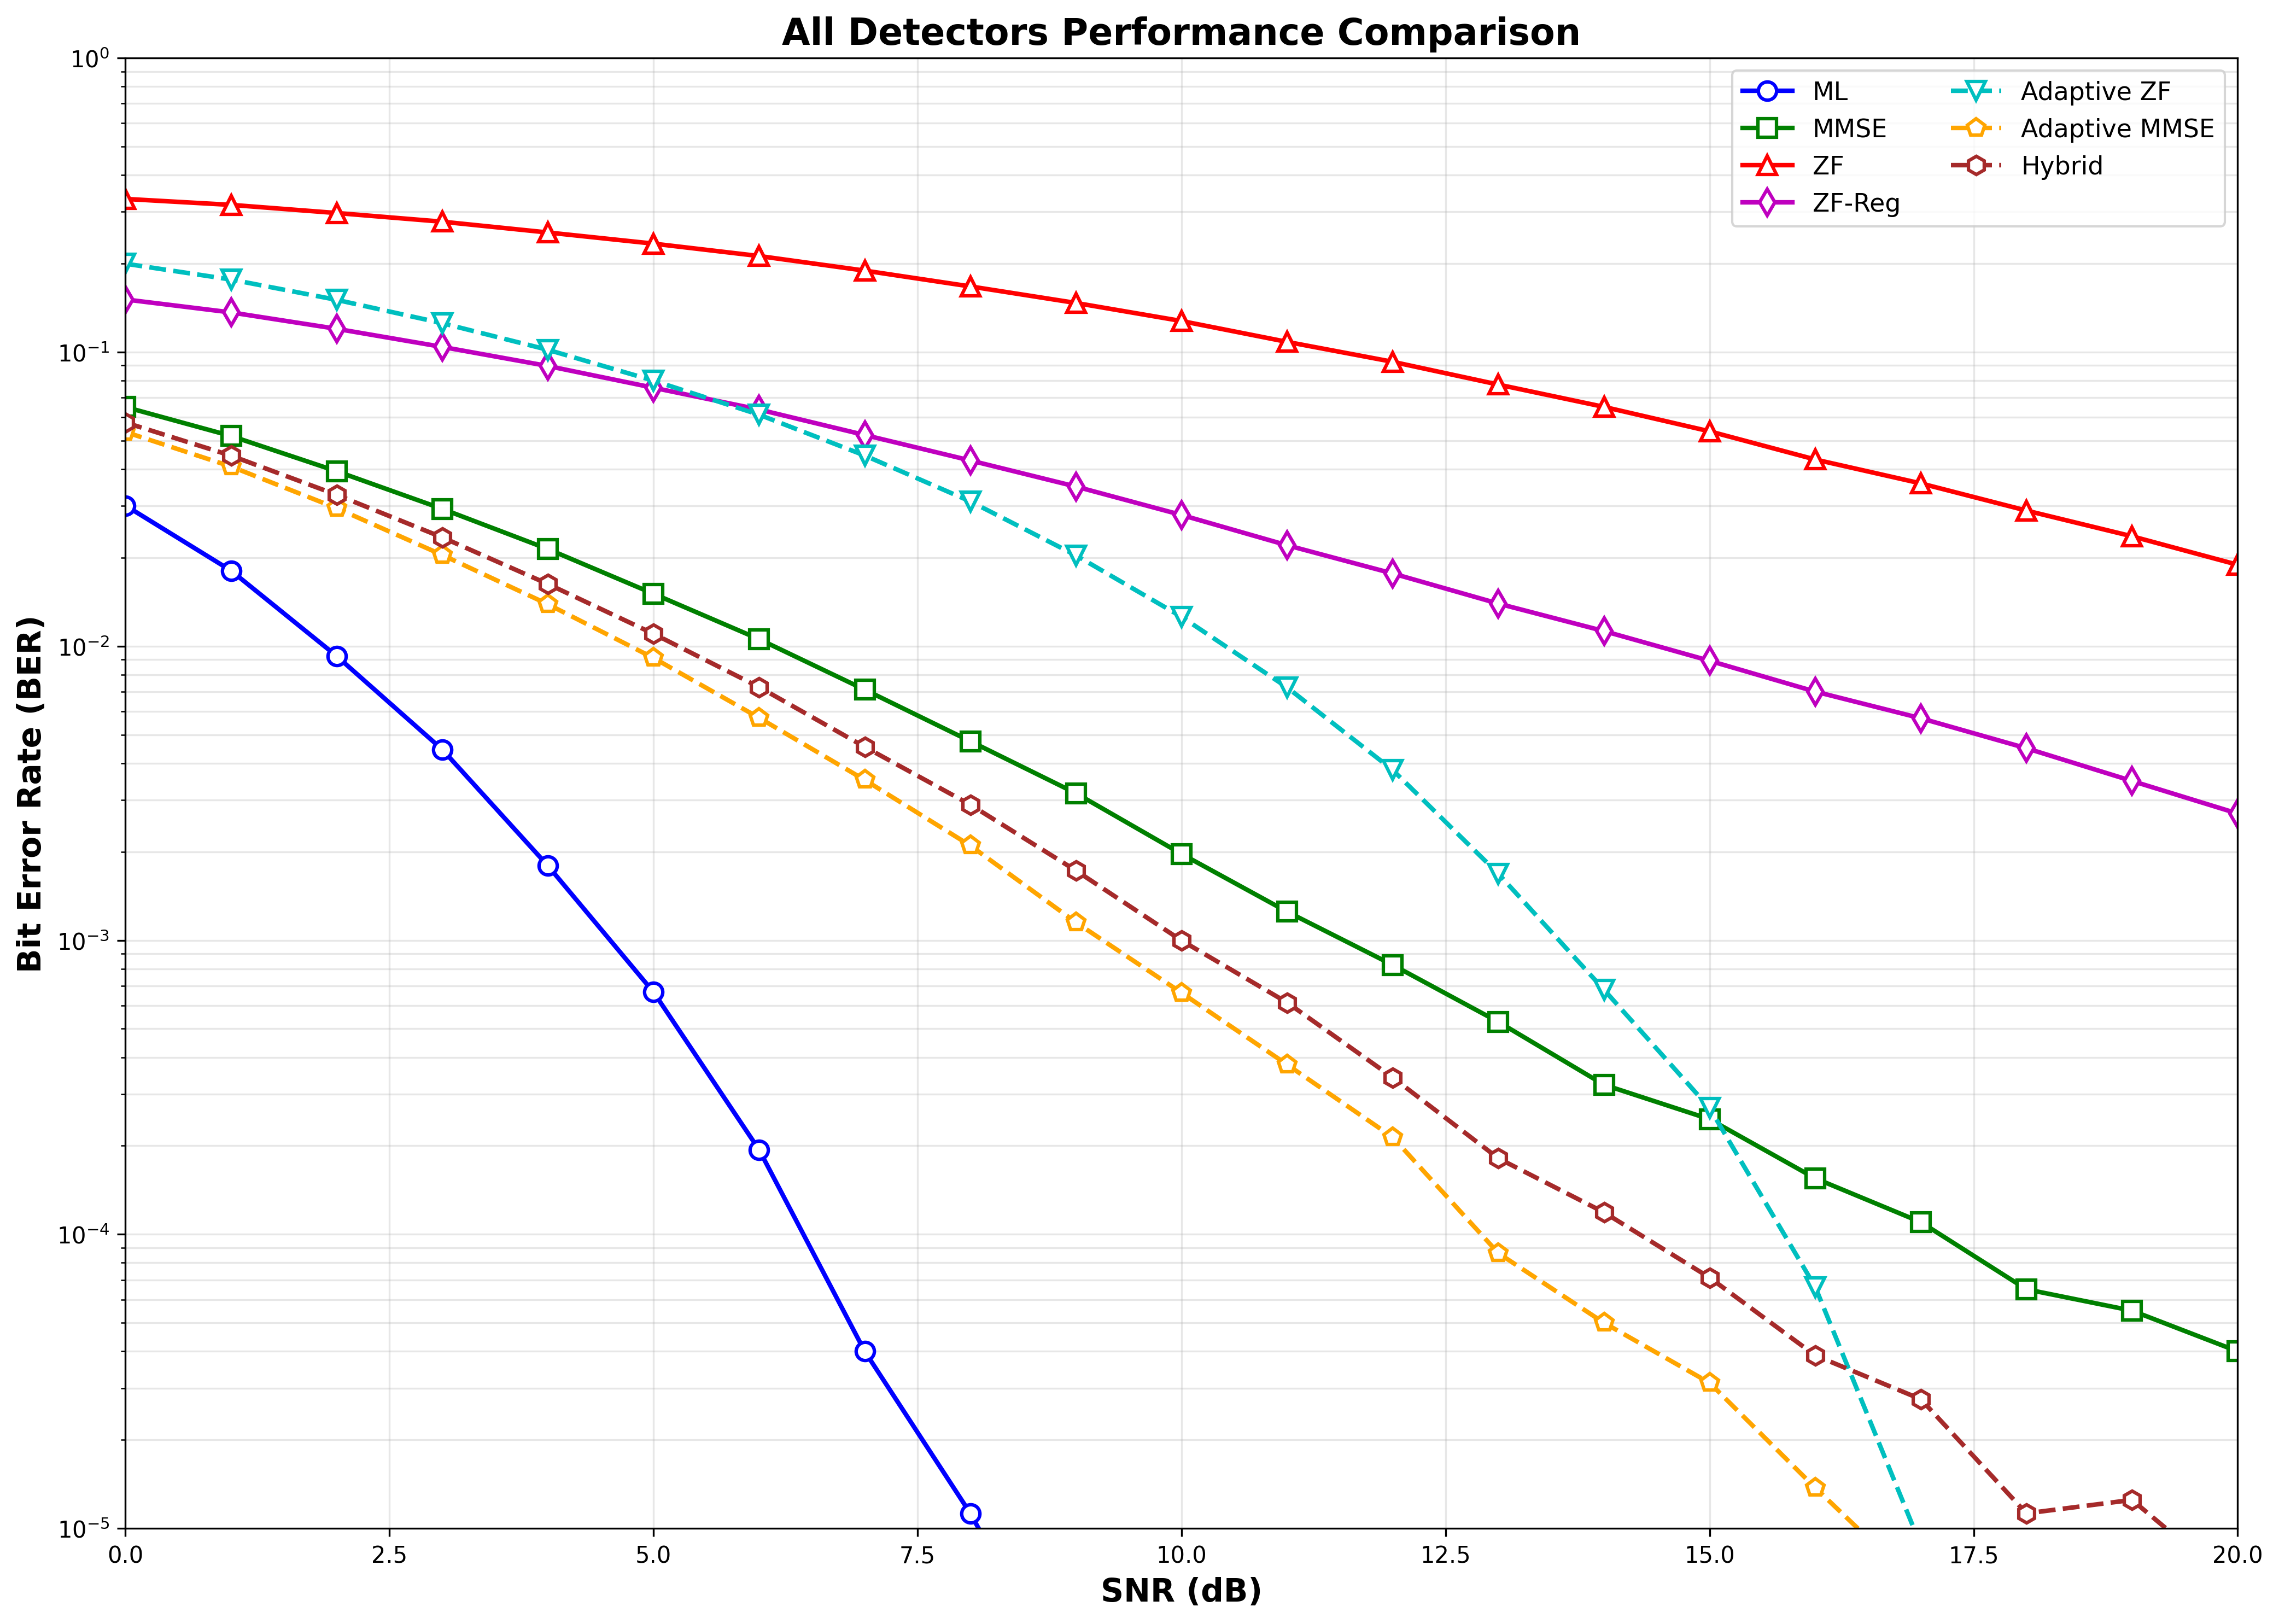 All Detectors Performance Comparison
10⁰
10⁻¹
10⁻²
10⁻³
10⁻⁴
10⁻⁵
Bit Error Rate (BER)
ML
MMSE
ZF
ZF-Reg
Adaptive ZF
Adaptive MMSE
Hybrid
0.0 2.5 5.0 7.5 10.0 12.5 15.0 17.5 20.0
SNR (dB)